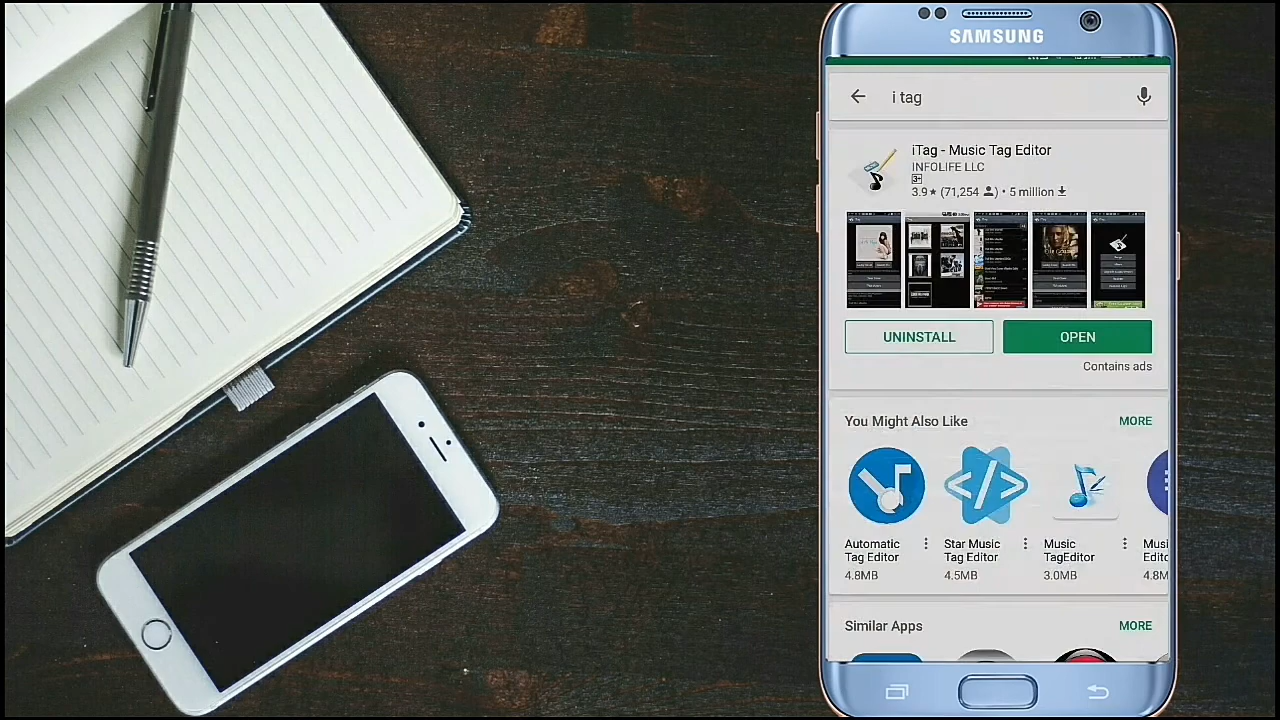 SAMSUNG
i tag
iTag - Music Tag Editor
INFOLIFE LLC
3+
3.9★ (71,254) • 5 million
UNINSTALL
OPEN
Contains ads
You Might Also Like
MORE
Automatic
Tag Editor
4.8MB
Star Music
Tag Editor
4.5MB
Music
TagEditor
3.0MB
Musi
Edito
4.8M
Similar Apps
MORE